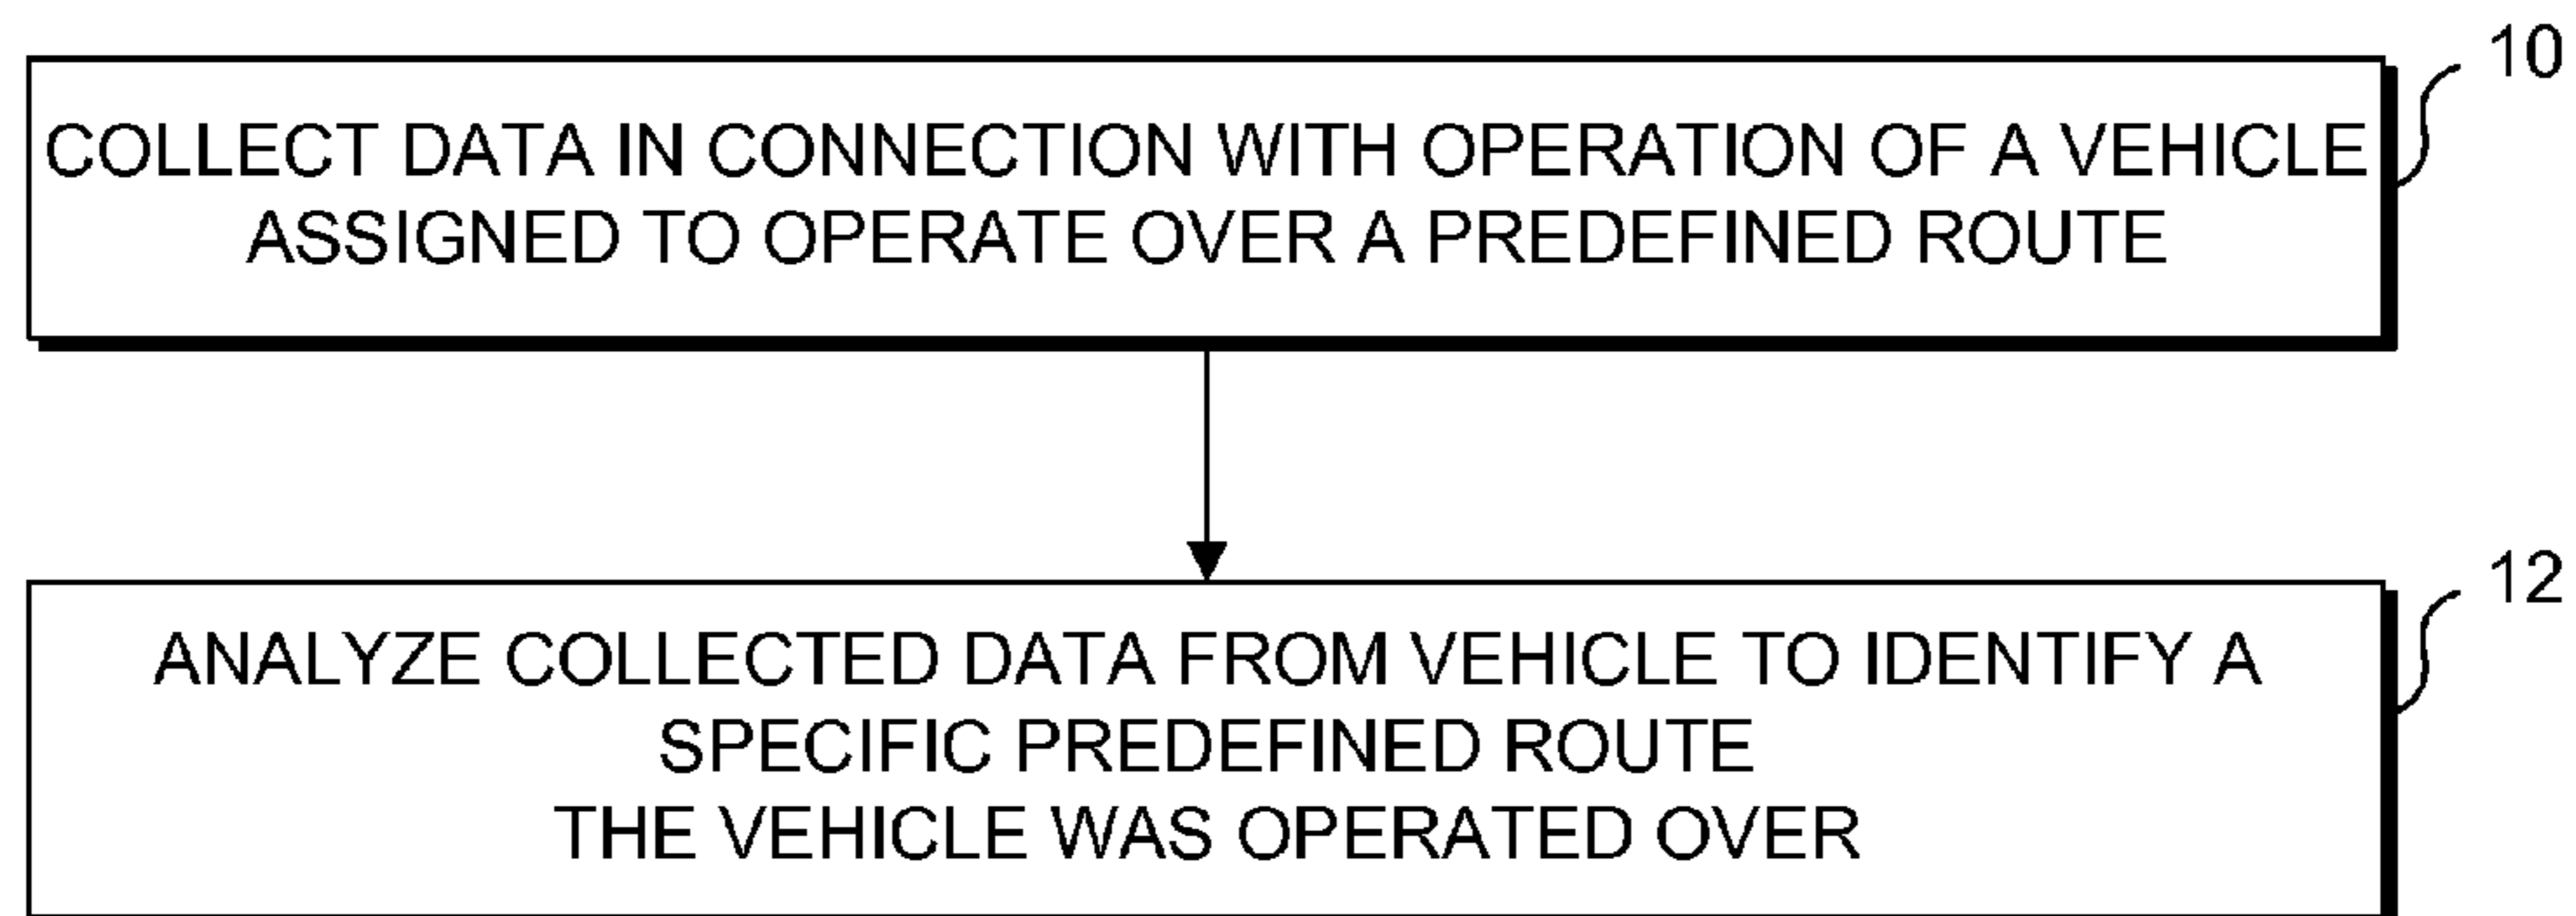 10
COLLECT DATA IN CONNECTION WITH OPERATION OF A VEHICLE
ASSIGNED TO OPERATE OVER A PREDEFINED ROUTE
12
ANALYZE COLLECTED DATA FROM VEHICLE TO IDENTIFY A
SPECIFIC PREDEFINED ROUTE
THE VEHICLE WAS OPERATED OVER